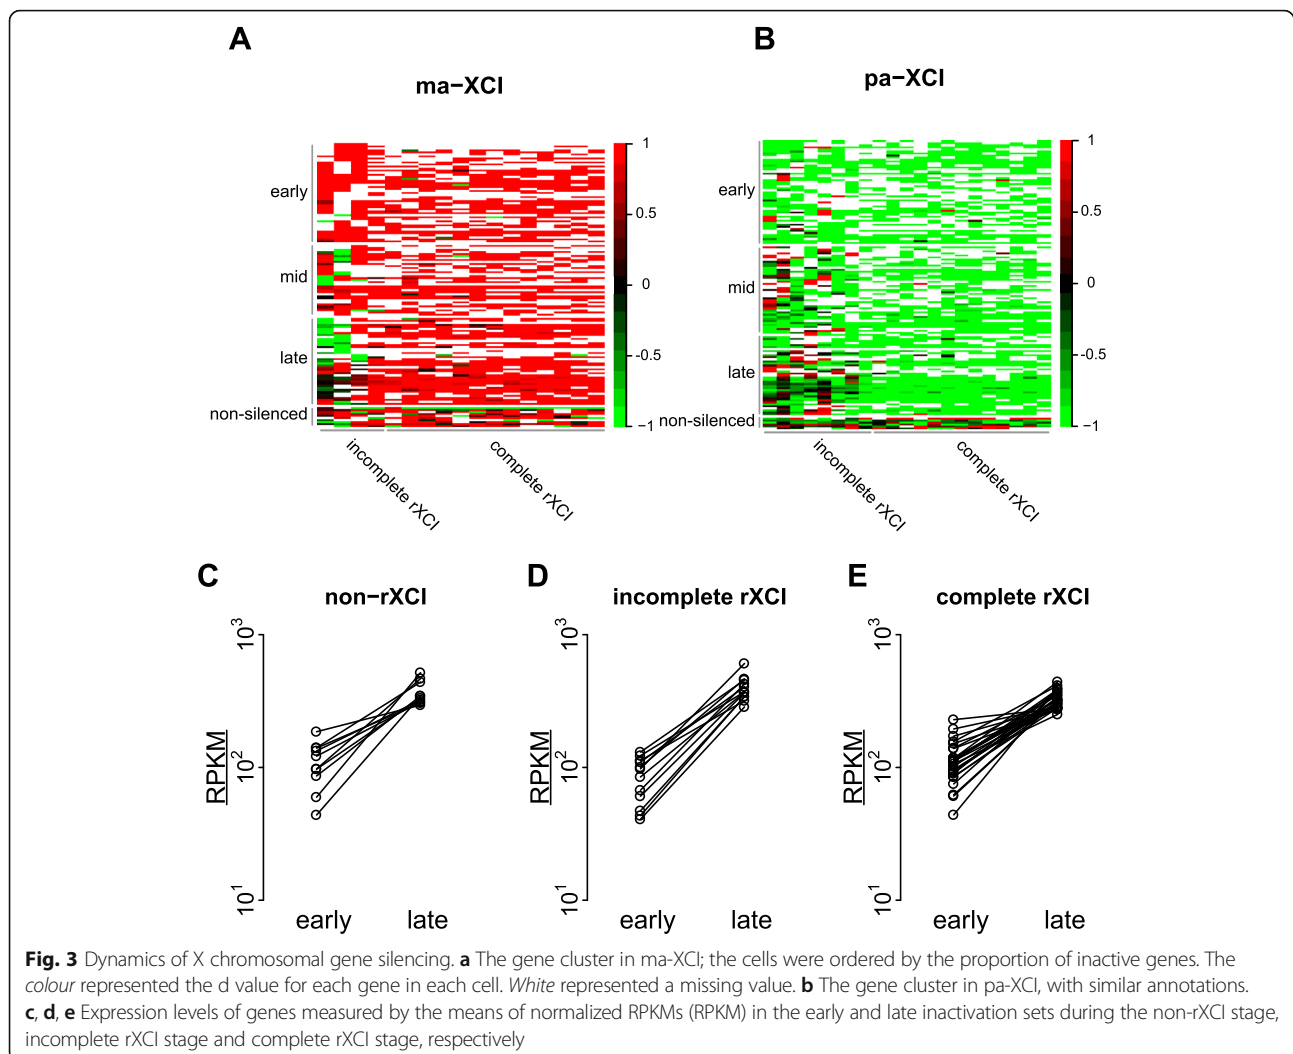 A
B
ma−XCI
pa−XCI
early
mid
late
non-silenced
1
0.5
0
-0.5
−1
incomplete rXCI
complete rXCI
early
mid
late
non-silenced
1
0.5
0
-0.5
−1
incomplete rXCI
complete rXCI
C
D
E
non−rXCI
incomplete rXCI
complete rXCI
RPKM
10³
10²
10¹
early late
RPKM
10³
10²
10¹
early late
RPKM
10³
10²
10¹
early late
Fig. 3 Dynamics of X chromosomal gene silencing. a The gene cluster in ma-XCI; the cells were ordered by the proportion of inactive genes. The
colour represented the d value for each gene in each cell. White represented a missing value. b The gene cluster in pa-XCI, with similar annotations.
c, d, e Expression levels of genes measured by the means of normalized RPKMs (RPKM) in the early and late inactivation sets during the non-rXCI stage,
incomplete rXCI stage and complete rXCI stage, respectively